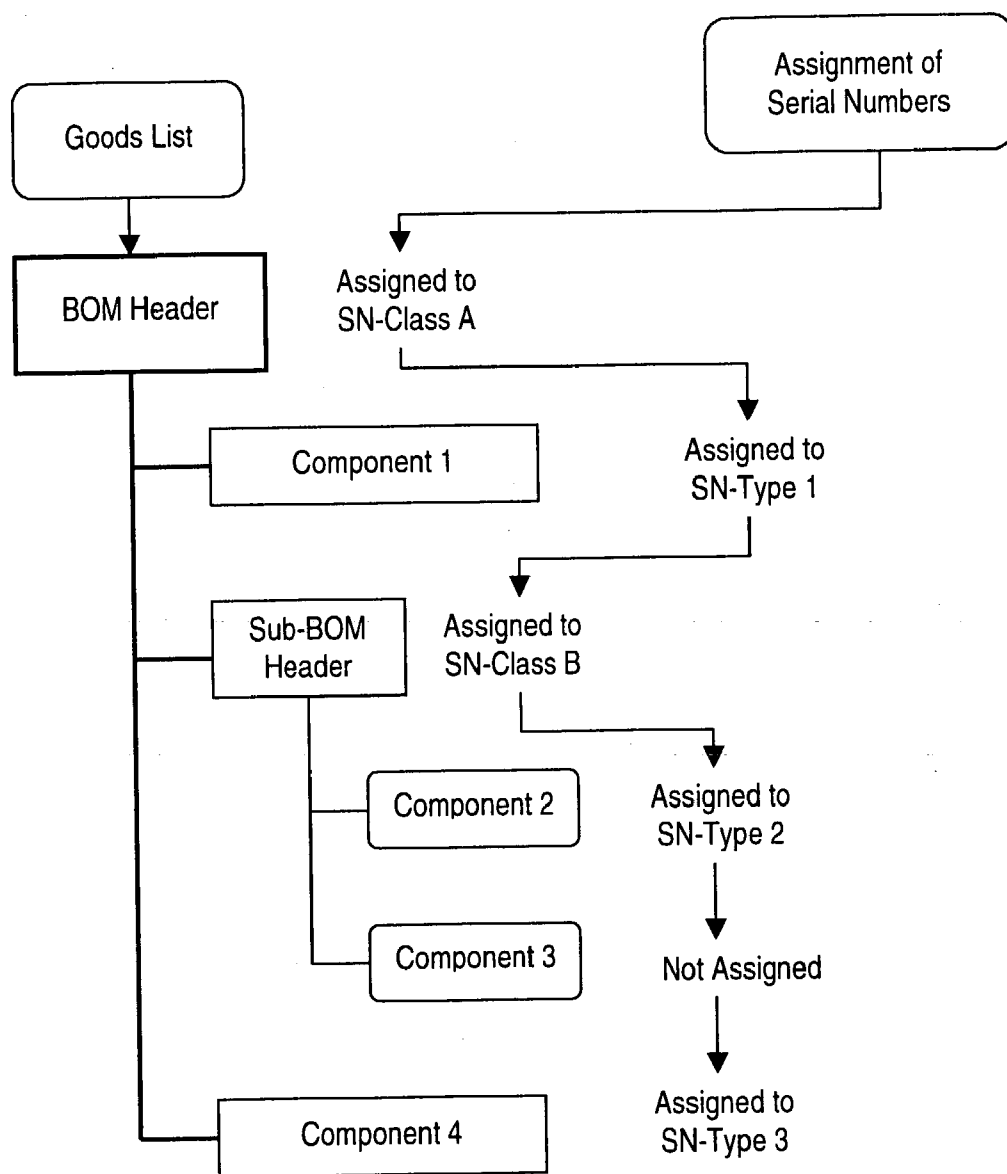 Assignment of
Serial Numbers
Goods List
BOM Header
Assigned to
SN-Class A
Component 1
Assigned to
SN-Type 1
Sub-BOM
Header
Assigned to
SN-Class B
Component 2
Assigned to
SN-Type 2
Component 3
Not Assigned
Component 4
Assigned to
SN-Type 3